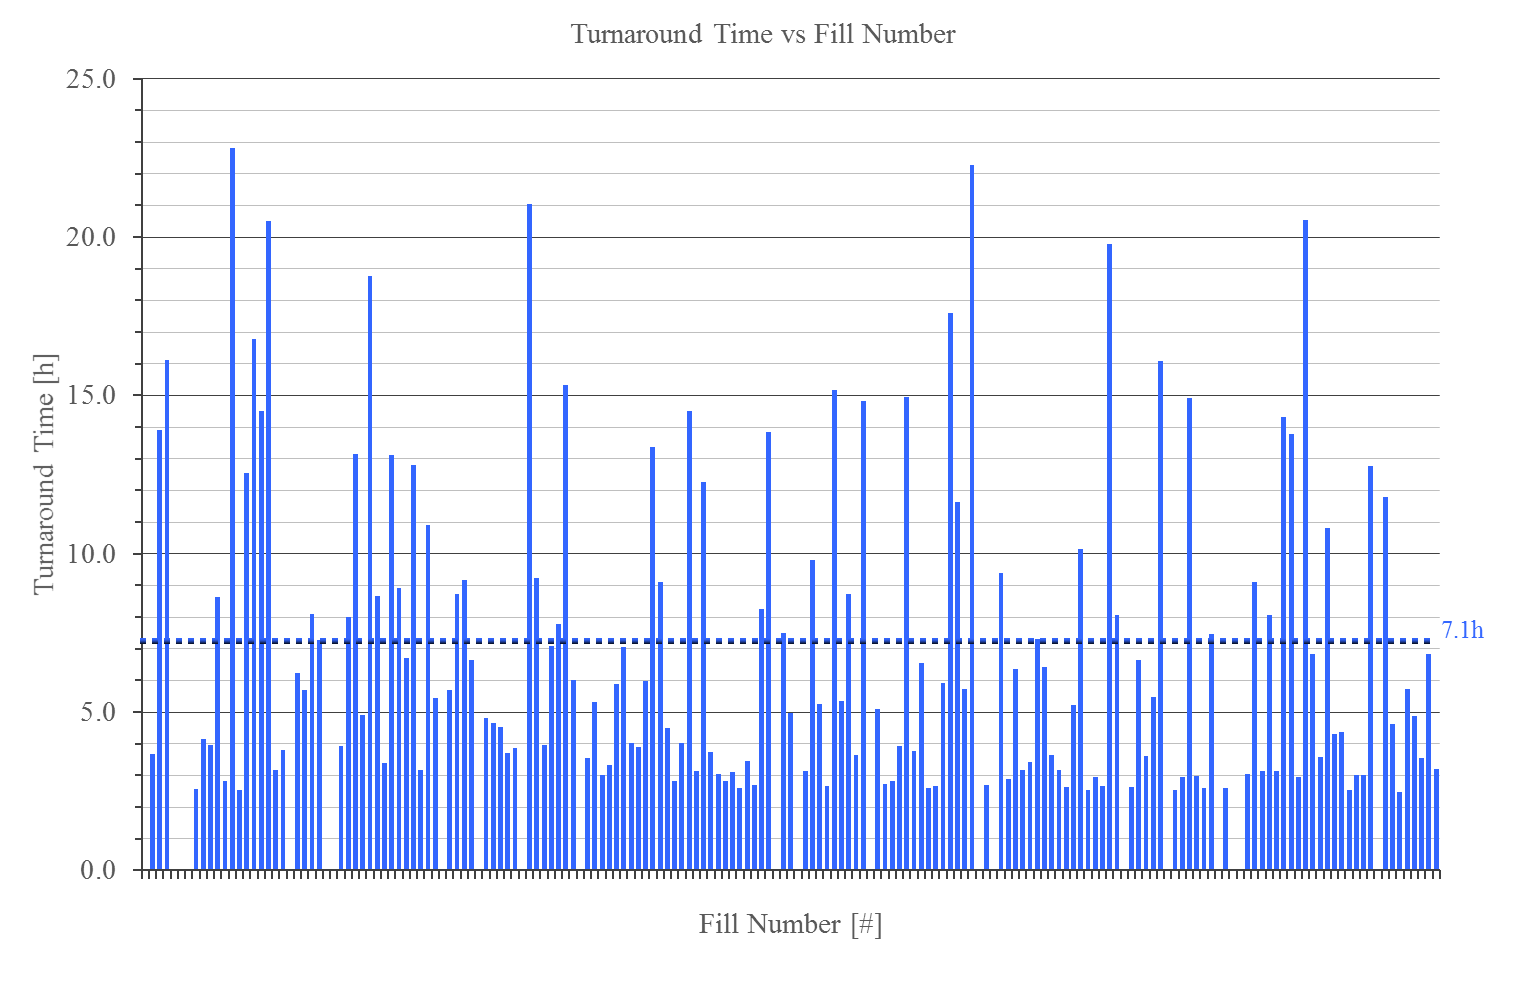 Turnaround Time vs Fill Number
25.0
20.0
15.0
10.0
5.0
0.0
Turnaround Time [h]
7.1h
Fill Number [#]